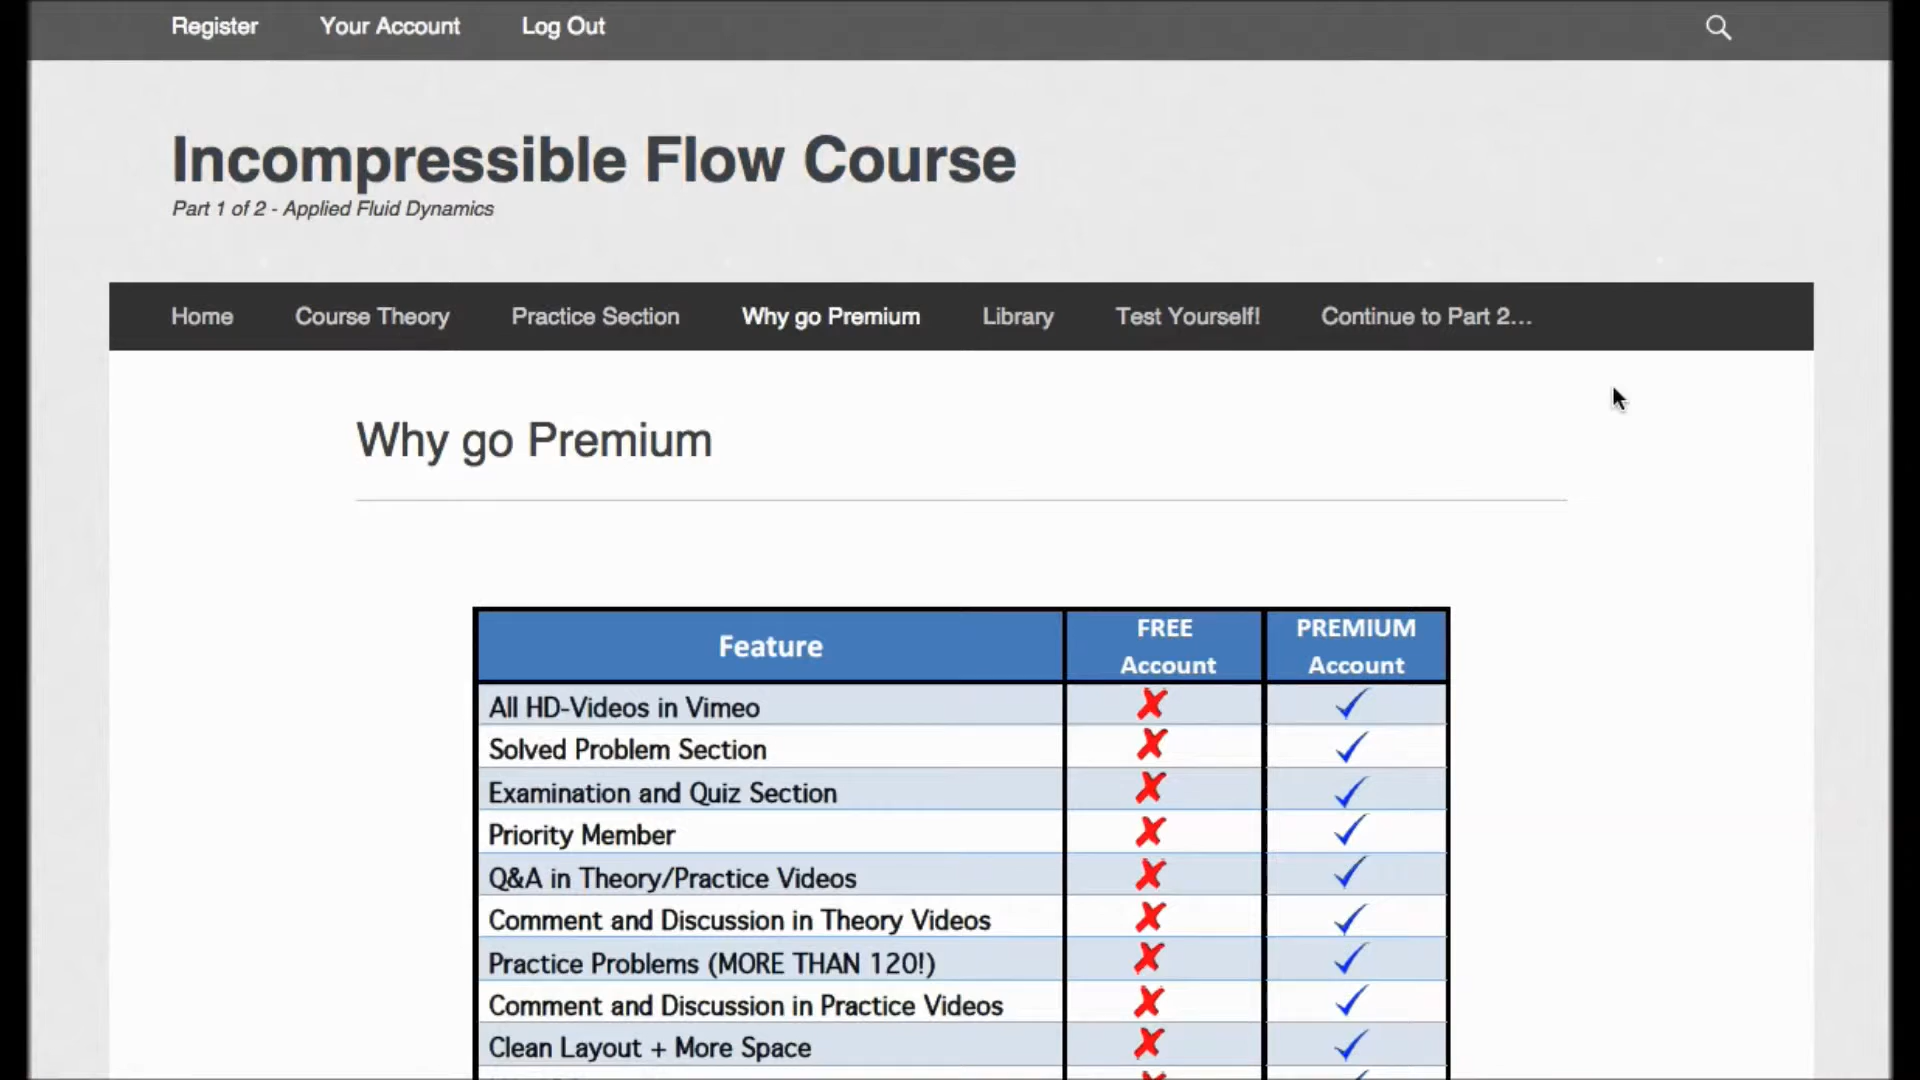 Register Your Account Log Out
Incompressible Flow Course
Part 1 of 2 - Applied Fluid Dynamics
Home Course Theory Practice Section Why go Premium Library Test Yourself! Continue to Part 2...
Why go Premium
Feature FREE Account PREMIUM Account
All HD-Videos in Vimeo
Solved Problem Section
Examination and Quiz Section
Priority Member
Q&A in Theory/Practice Videos
Comment and Discussion in Theory Videos
Practice Problems (MORE THAN 120!)
Comment and Discussion in Practice Videos
Clean Layout + More Space